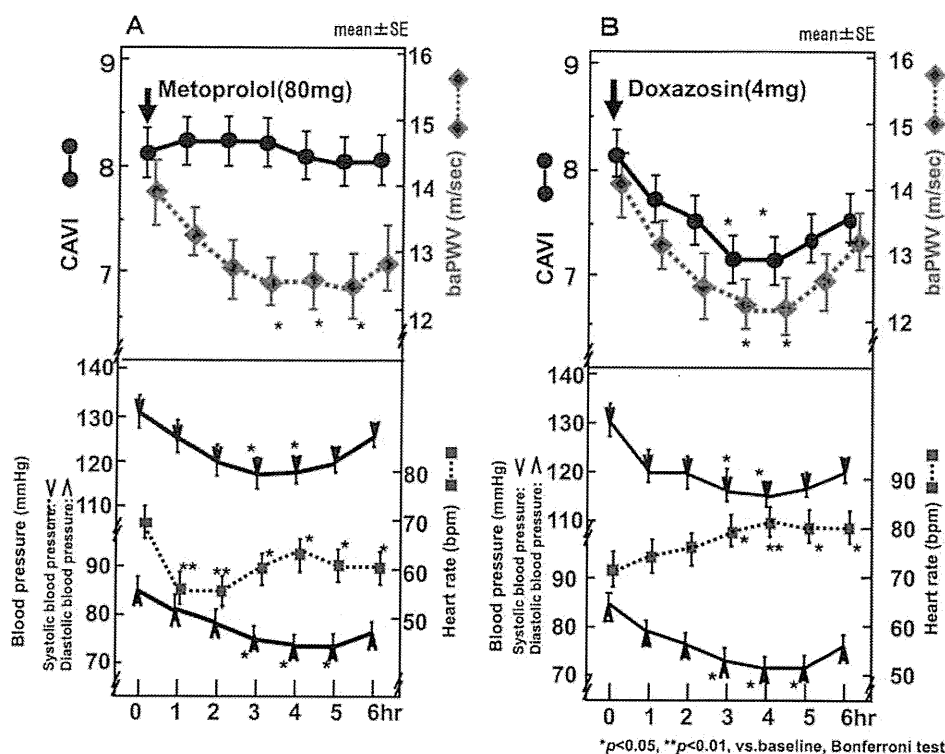 A
mean±SE
9
8
7
CAVI
Metoprolol(80mg)
16
15
14
13
12
baPWV (m/sec)
140
130
120
110
90
80
70
Blood pressure (mmHg)
Systolic blood pressure:
Diastolic blood pressure:
80
70
60
50
Heart rate (bpm)
* * *
* *
** ** * * * *
* * *
0 1 2 3 4 5 6hr
B
mean±SE
9
8
7
CAVI
Doxazosin(4mg)
16
15
14
13
12
baPWV (m/sec)
* *
* *
140
130
120
110
90
80
70
Blood pressure (mmHg)
Systolic blood pressure:
Diastolic blood pressure:
90
80
70
60
50
Heart rate (bpm)
* *
* ** * *
* * *
0 1 2 3 4 5 6hr
*p<0.05, **p<0.01, vs.baseline, Bonferroni test